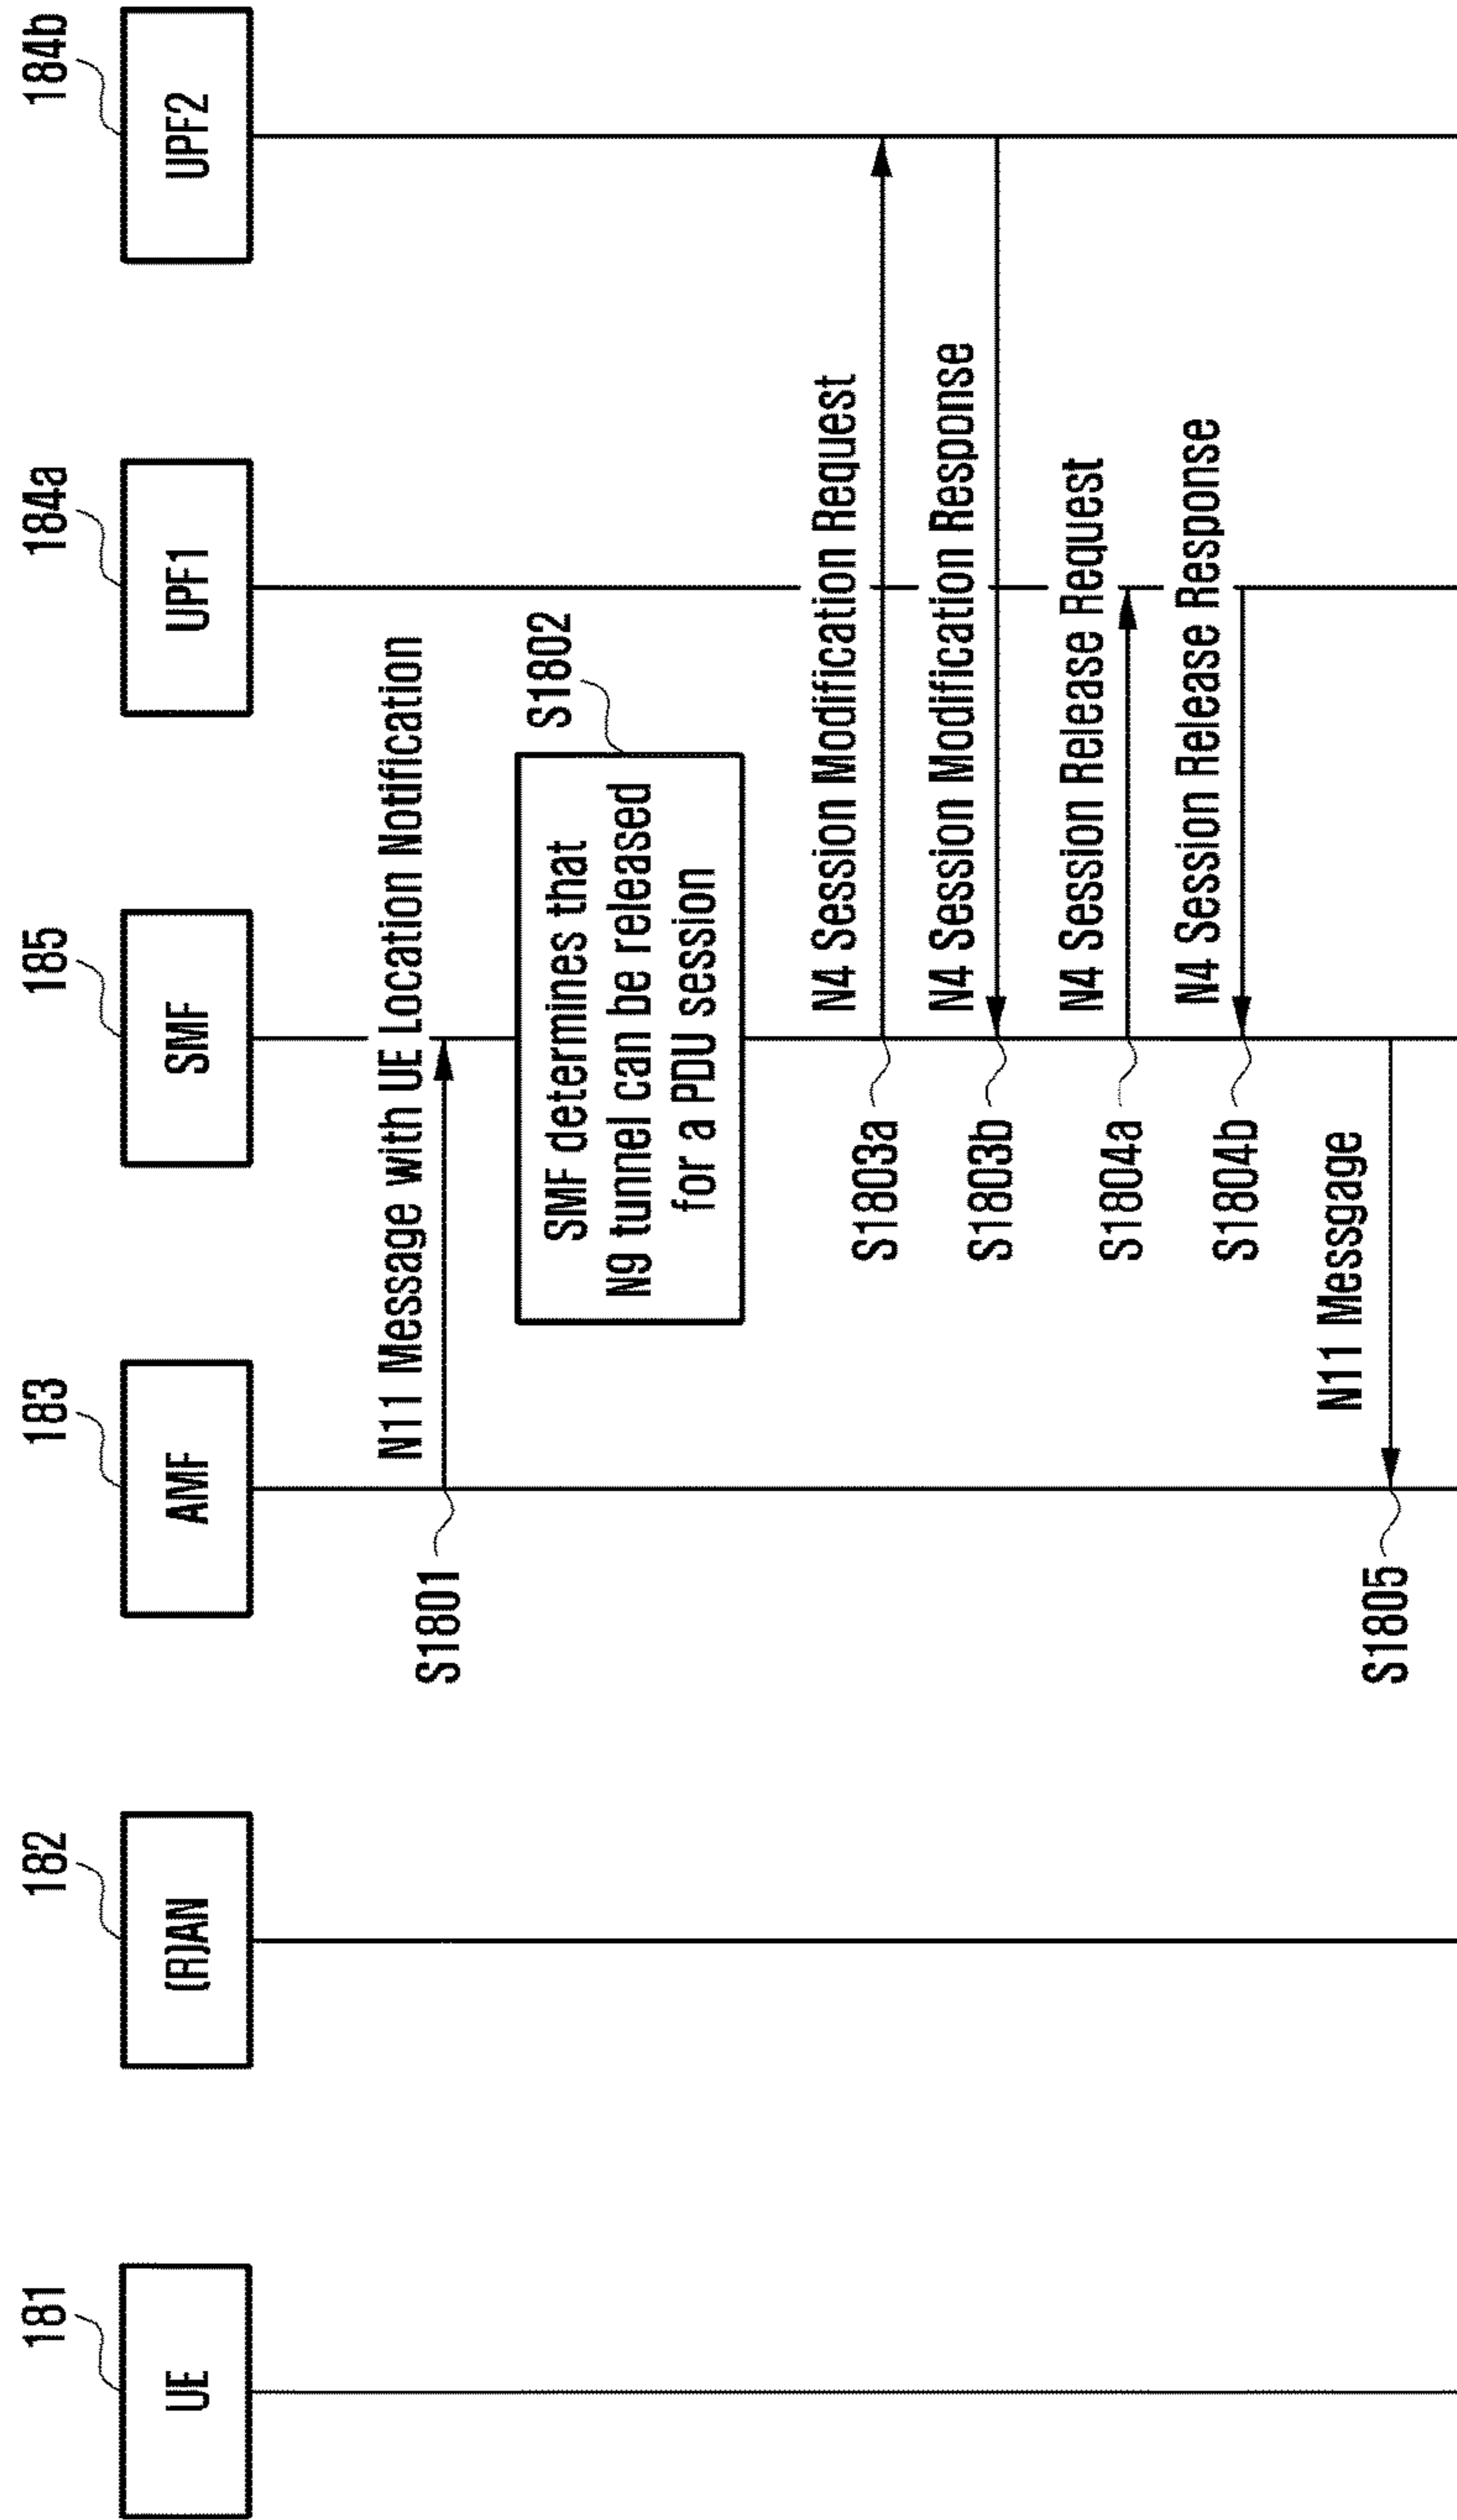 181
182
183
185
184a
184b
UE
(R)AN
AMF
SMF
UPF1
UPF2
N11 Message with UE Location Notification
S1801
S1802
SMF determines that
N9 tunnel can be released
for a PDU session
N4 Session Modification Request
S1803a
N4 Session Modification Response
S1803b
N4 Session Release Request
S1804a
N4 Session Release Response
S1804b
N11 Messgage
S1805